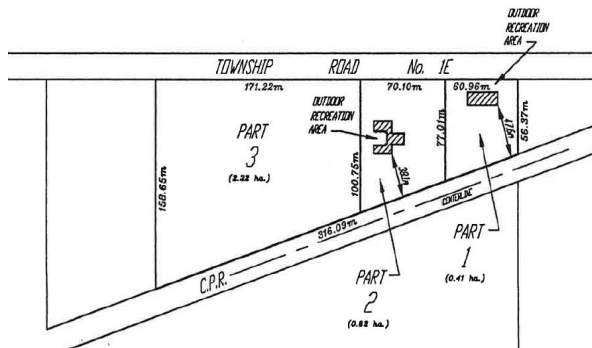 OUTDOOR
RECREATION
AREA
TOWNSHIP ROAD No. 1E
171.22m 70.10m 60.96m
OUTDOOR
RECREATION
AREA
PART
3
(2.22 ha.)
158.65m
100.75m
38m
77.01m
47m
56.37m
CENTERLINE
316.09m
C.P.R.
PART
1
(0.41 ha.)
PART
2
(0.62 ha.)